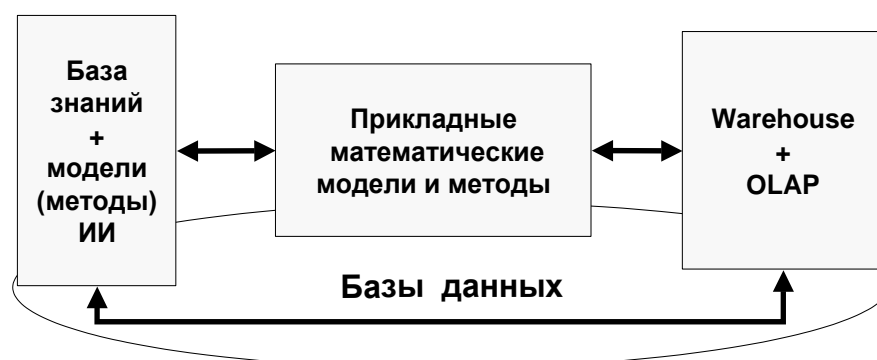 База
знаний
+
модели
(методы)
ИИ
Прикладные
математические
модели и методы
Warehouse
+
OLAP
Базы данных